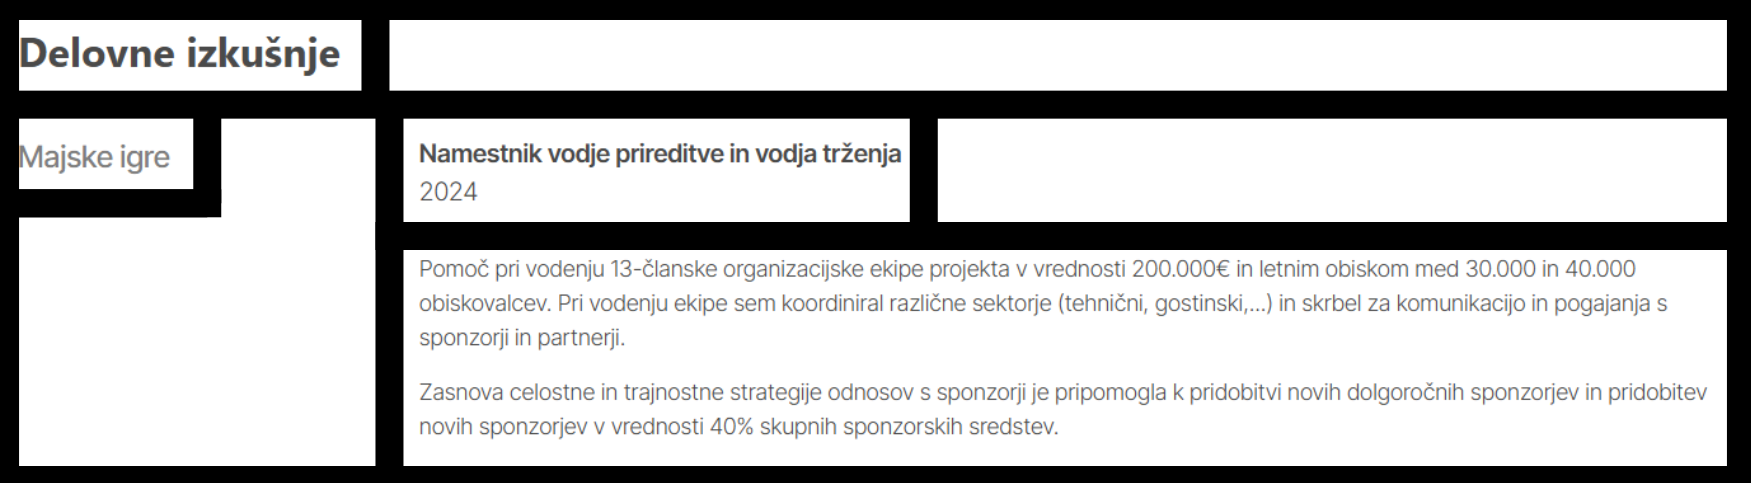 Delovne izkušnje
Majske igre
Namestnik vodje prireditve in vodja trženja
2024
Pomoč pri vodenju 13-članske organizacijske ekipe projekta v vrednosti 200.000€ in letnim obiskom med 30.000 in 40.000
obiskovalcev. Pri vodenju ekipe sem koordiniral različne sektorje (tehnični, gostinski,...) in skrbel za komunikacijo in pogajanja s
sponzorji in partnerji.
Zasnova celostne in trajnostne strategije odnosov s sponzorji je pripomogla k pridobitvi novih dolgoročnih sponzorjev in pridobitev
novih sponzorjev v vrednosti 40% skupnih sponzorskih sredstev.